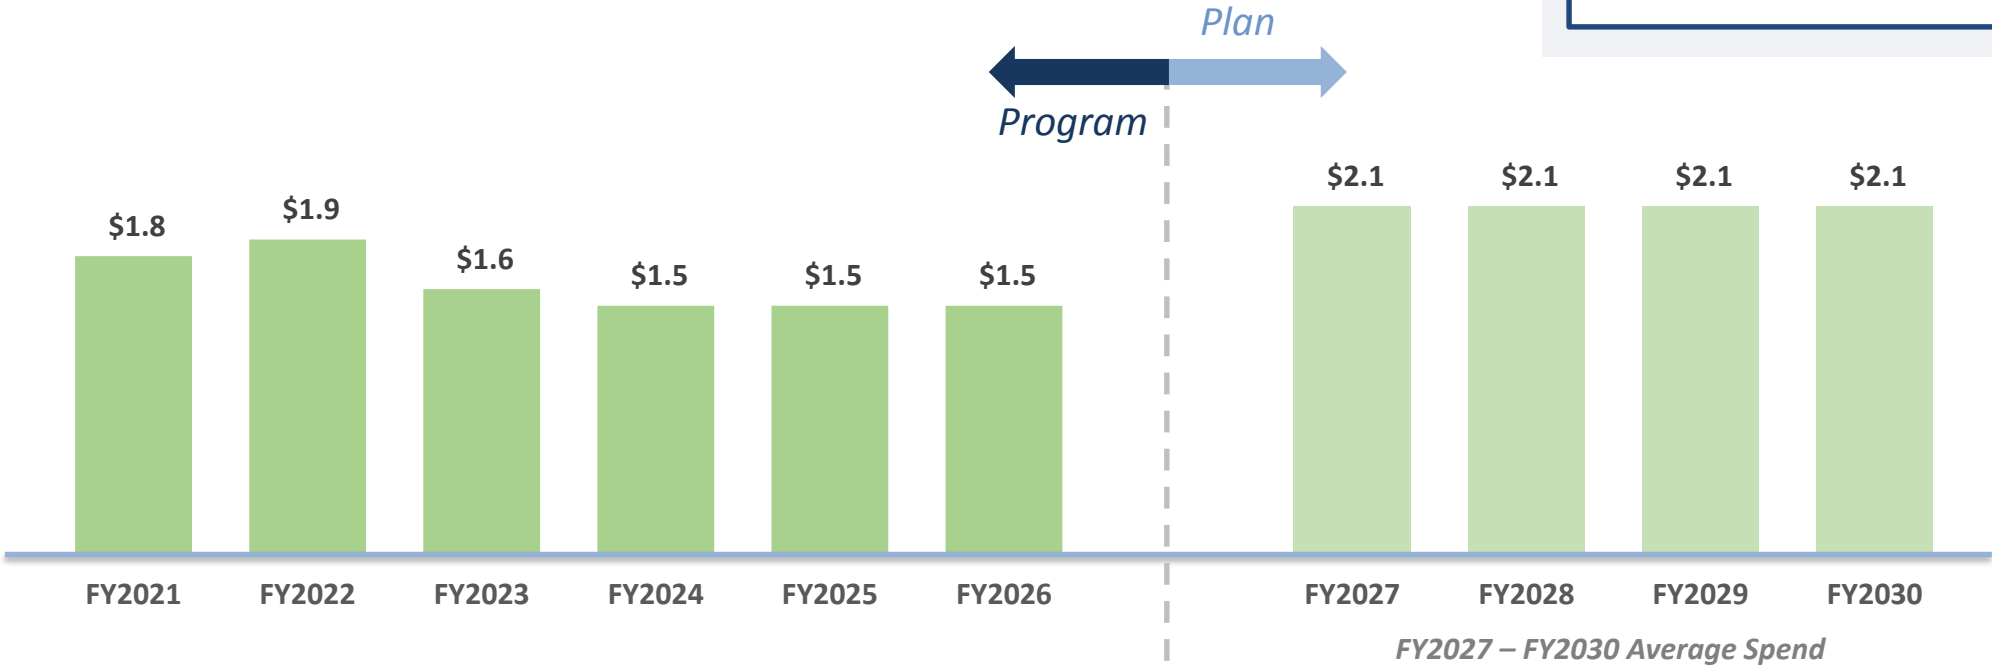 Plan
Program
$1.8 $1.9 $1.6 $1.5 $1.5 $1.5 $2.1 $2.1 $2.1 $2.1
FY2021 FY2022 FY2023 FY2024 FY2025 FY2026 FY2027 FY2028 FY2029 FY2030
FY2027 – FY2030 Average Spend